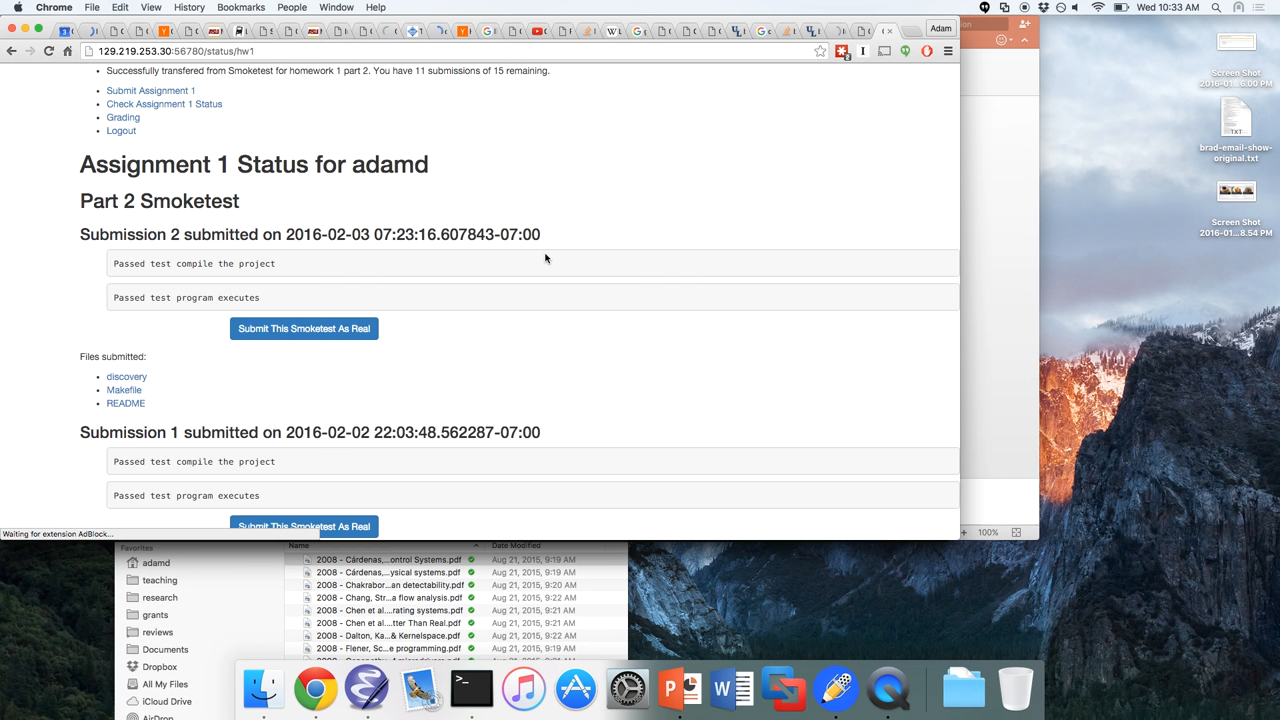 Chrome File Edit View History Bookmarks People Window Help Wed 10:33 AM
Adam
129.219.253.30:56780/status/hw1
Successfully transfered from Smoketest for homework 1 part 2. You have 11 submissions of 15 remaining.
Submit Assignment 1
Check Assignment 1 Status
Grading
Logout
Assignment 1 Status for adamd
Part 2 Smoketest
Submission 2 submitted on 2016-02-03 07:23:16.607843-07:00
Passed test compile the project
Passed test program executes
Submit This Smoketest As Real
Files submitted:
discovery
Makefile
README
Submission 1 submitted on 2016-02-02 22:03:48.562287-07:00
Passed test compile the project
Passed test program executes
Submit This Smoketest As Real
Waiting for extension AdBlock...
100%
Screen Shot
2016-01...6.00 PM
TXT
brad-email-show-
original.txt
Screen Shot
2016-01...8.54 PM
Favorites
adamd
teaching
research
grants
reviews
Documents
Dropbox
All My Files
iCloud Drive
AirDrop
Name Date Modified
2008 - Cárdenas,...ontrol Systems.pdf Aug 21, 2015, 9:19 AM
2008 - Cárdenas,...ysical systems.pdf Aug 21, 2015, 9:19 AM
2008 - Chakrabor...an detectability.pdf Aug 21, 2015, 9:20 AM
2008 - Chang, Str...a flow analysis.pdf Aug 21, 2015, 9:22 AM
2008 - Chen et al....rating systems.pdf Aug 21, 2015, 9:21 AM
2008 - Chen et al....tter Than Real.pdf Aug 21, 2015, 9:21 AM
2008 - Dalton, Ka...& Kernelspace.pdf Aug 21, 2015, 9:22 AM
2008 - Flener, Sc...e programming.pdf Aug 21, 2015, 9:19 AM